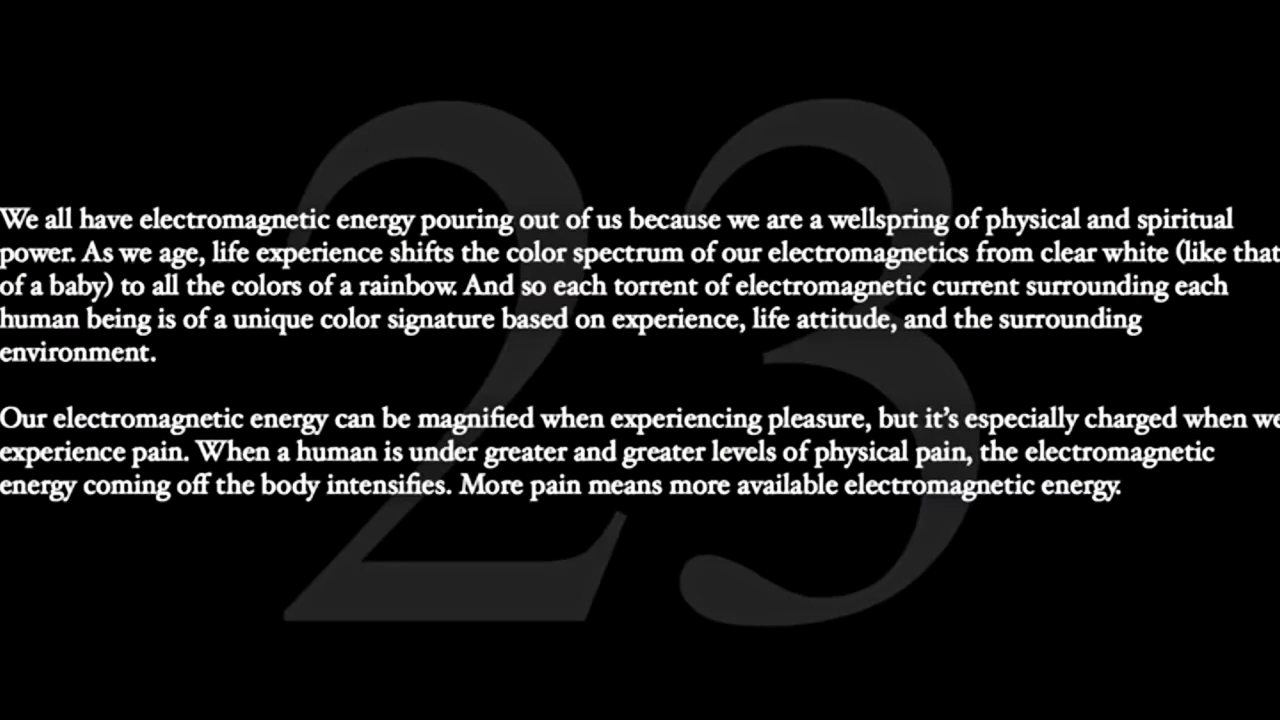 23
We all have electromagnetic energy pouring out of us because we are a wellspring of physical and spiritual
power. As we age, life experience shifts the color spectrum of our electromagnetics from clear white (like that
of a baby) to all the colors of a rainbow. And so each torrent of electromagnetic current surrounding each
human being is of a unique color signature based on experience, life attitude, and the surrounding
environment.
Our electromagnetic energy can be magnified when experiencing pleasure, but it’s especially charged when we
experience pain. When a human is under greater and greater levels of physical pain, the electromagnetic
energy coming off the body intensifies. More pain means more available electromagnetic energy.